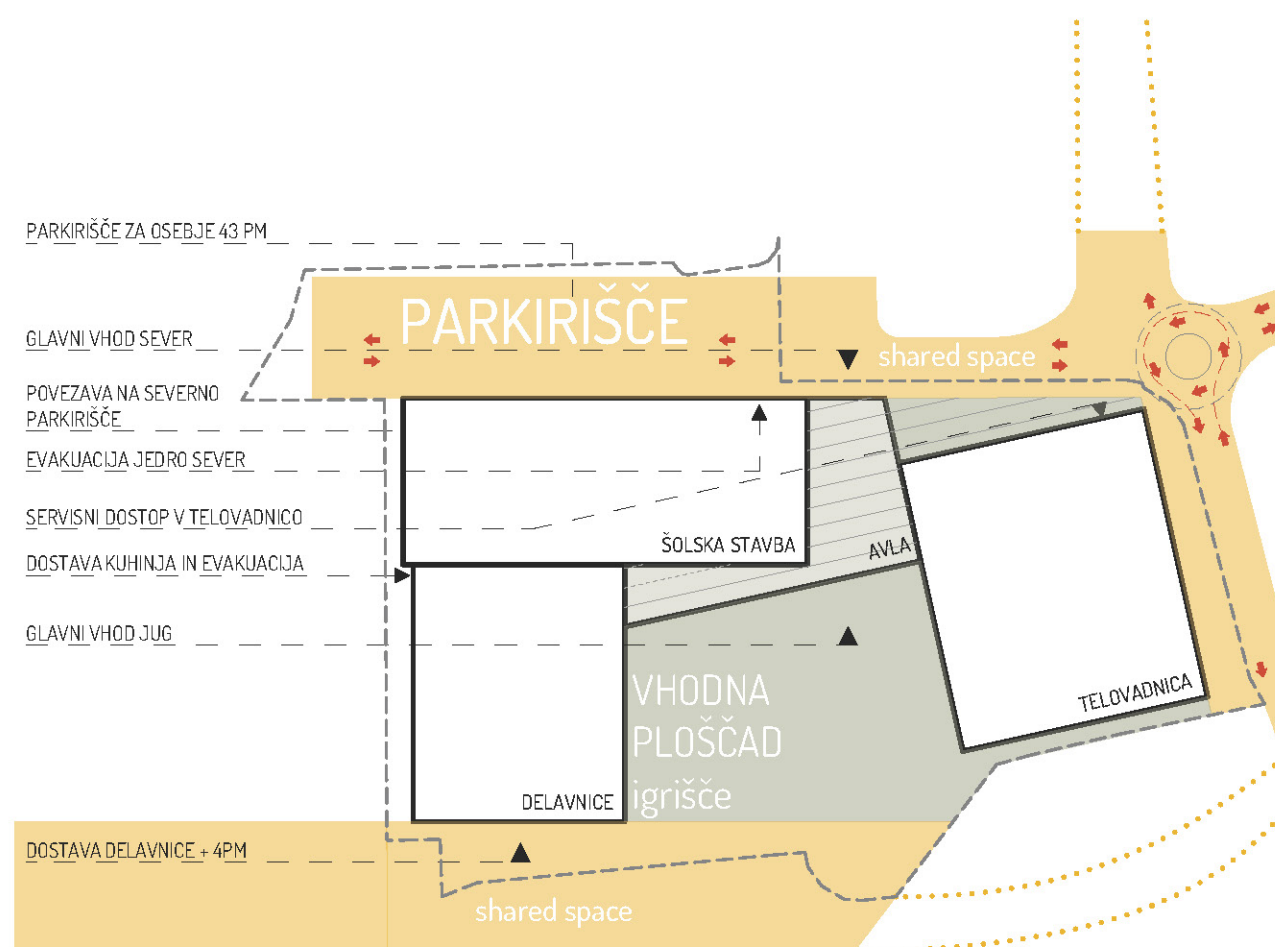 PARKIRIŠČE ZA OSEBJE 43 PM
PARKIRIŠČE
GLAVNI VHOD SEVER
shared space
POVEZAVA NA SEVERNO
PARKIRIŠČE
EVAKUACIJA JEDRO SEVER
SERVISNI DOSTOP V TELOVADNICO
ŠOLSKA STAVBA
AVLA
DOSTAVA KUHINJA IN EVAKUACIJA
GLAVNI VHOD JUG
VHODNA
PLOŠČAD
igrišče
TELOVADNICA
DELAVNICE
DOSTAVA DELAVNICE + 4PM
shared space